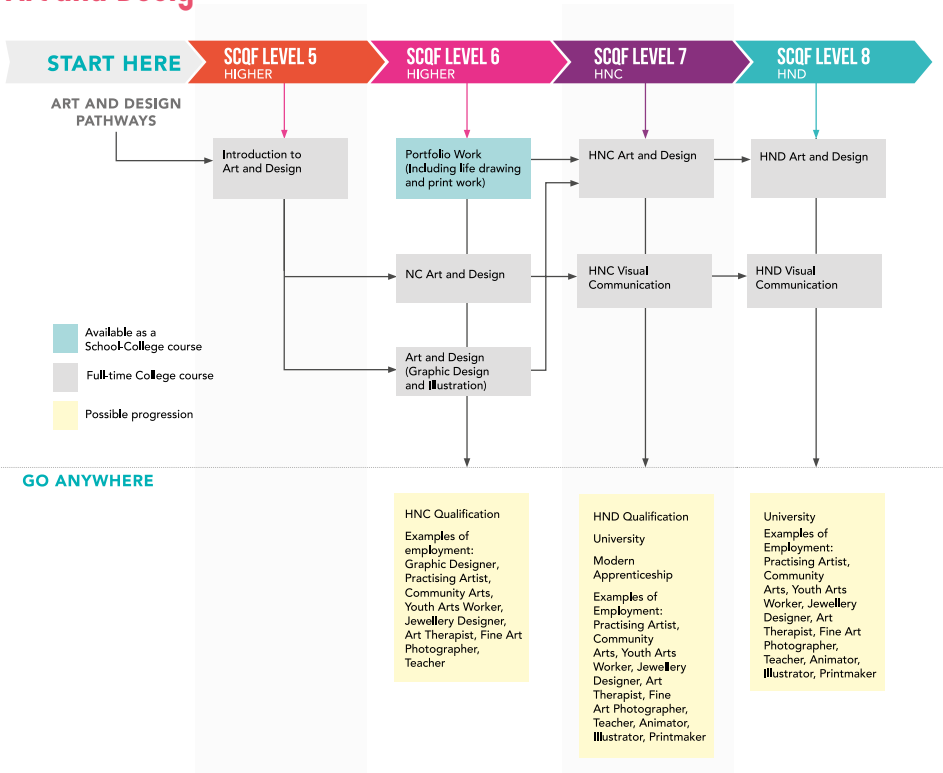 START HERE
SCQF LEVEL 5
HIGHER
SCQF LEVEL 6
HIGHER
SCQF LEVEL 7
HNC
SCQF LEVEL 8
HND
ART AND DESIGN
PATHWAYS
Introduction to
Art and Design
Portfolio Work
(Including life drawing
and print work)
HNC Art and Design
HND Art and Design
NC Art and Design
HNC Visual
Communication
HND Visual
Communication
Art and Design
(Graphic Design
and Illustration)
Available as a
School-College course
Full-time College course
Possible progression
GO ANYWHERE
HNC Qualification
Examples of
employment:
Graphic Designer,
Practising Artist,
Community Arts,
Youth Arts Worker,
Jewellery Designer,
Art Therapist, Fine Art
Photographer,
Teacher
HND Qualification
University
Modern
Apprenticeship
Examples of
Employment:
Practising Artist,
Community
Arts, Youth Arts
Worker, Jewellery
Designer, Art
Therapist, Fine
Art Photographer,
Teacher, Animator,
Illustrator, Printmaker
University
Examples of
Employment:
Practising Artist,
Community
Arts, Youth Arts
Worker, Jewellery
Designer, Art
Therapist, Fine Art
Photographer,
Teacher, Animator,
Illustrator, Printmaker